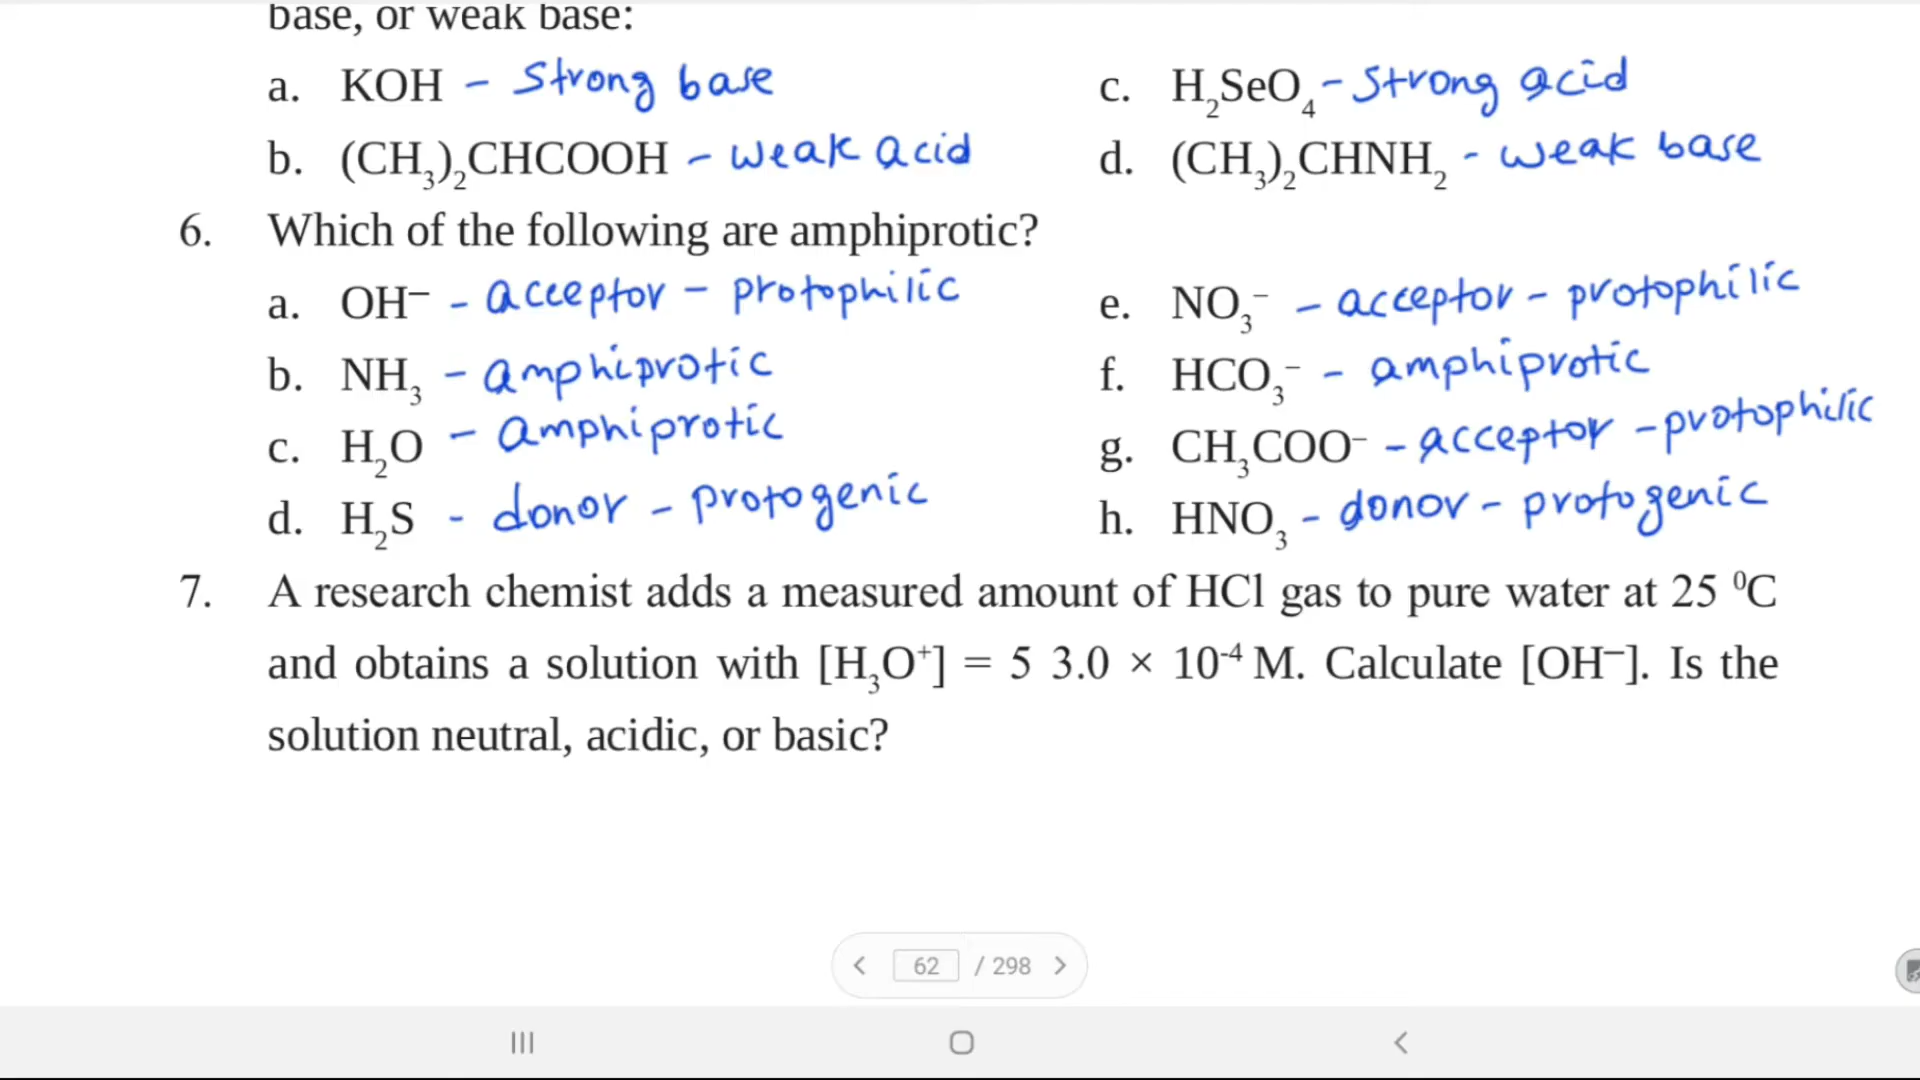 base, or weak base:
a. KOH - Strong base
c. H₂SeO₄ - Strong acid
b. (CH₃)₂CHCOOH - weak acid
d. (CH₃)₂CHNH₂ - weak base
6. Which of the following are amphiprotic?
a. OH⁻ - acceptor - protophilic
e. NO₃⁻ - acceptor - protophilic
b. NH₃ - amphiprotic
f. HCO₃⁻ - amphiprotic
c. H₂O - amphiprotic
g. CH₃COO⁻ - acceptor - protophilic
d. H₂S - donor - protogenic
h. HNO₃ - donor - protogenic
7. A research chemist adds a measured amount of HCl gas to pure water at 25 ⁰C
and obtains a solution with [H₃O⁺] = 5 3.0 × 10⁻⁴ M. Calculate [OH⁻]. Is the
solution neutral, acidic, or basic?
62 / 298